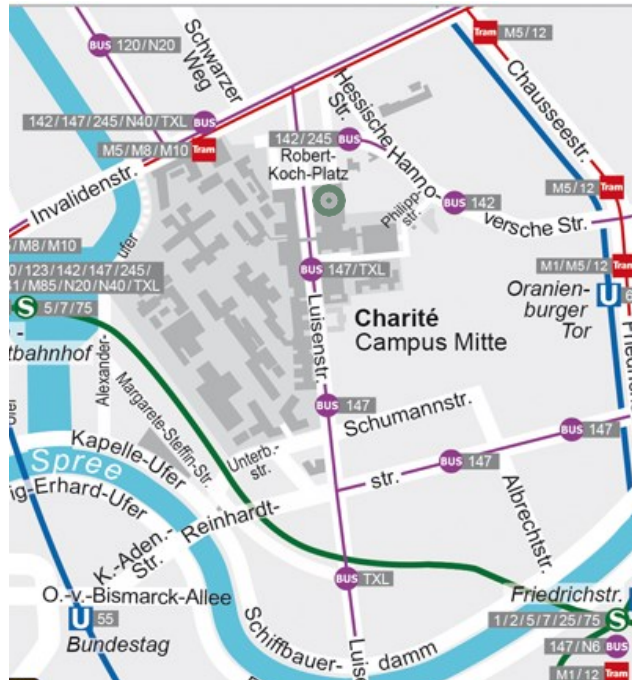 Tram M5/12
BUS 120/N20
Schwarzer
Weg
Chausseestr.
Hessische
Str.
142/147/245/N40/TXL BUS
142/245 BUS
M5/M8/M10 Tram
Robert-
Koch-Platz
Hanno-
versche Str.
Invalidenstr.
Philipp-
str.
M5/12 Tram
BUS 142
/M8/M10
ufer
0/123/142/147/245/
/M85/N20/N40/TXL
BUS 147/TXL
M1/M5/12 Tram
S 5/7/75
Oranien-
burger
Tor
U 6
Luisenstr.
Charité
Campus Mitte
tbahnhof
Alexander-
Margarete-Steffin-Str.
Friedrich
BUS 147
Schumannstr.
BUS 147
Kapelle-Ufer
Unterb.-
str.
Spree
BUS 147
str.
ig-Erhard-Ufer
Reinhardt-
Albrechtstr.
K.-Aden.-
Str.
BUS TXL
O.-v.-Bismarck-Allee
Friedrichstr.
U 55
1/2/5/7/25/75 S
Bundestag
Schiffbauer-
damm
147/N6 BUS
Luise
M1/12 Tram